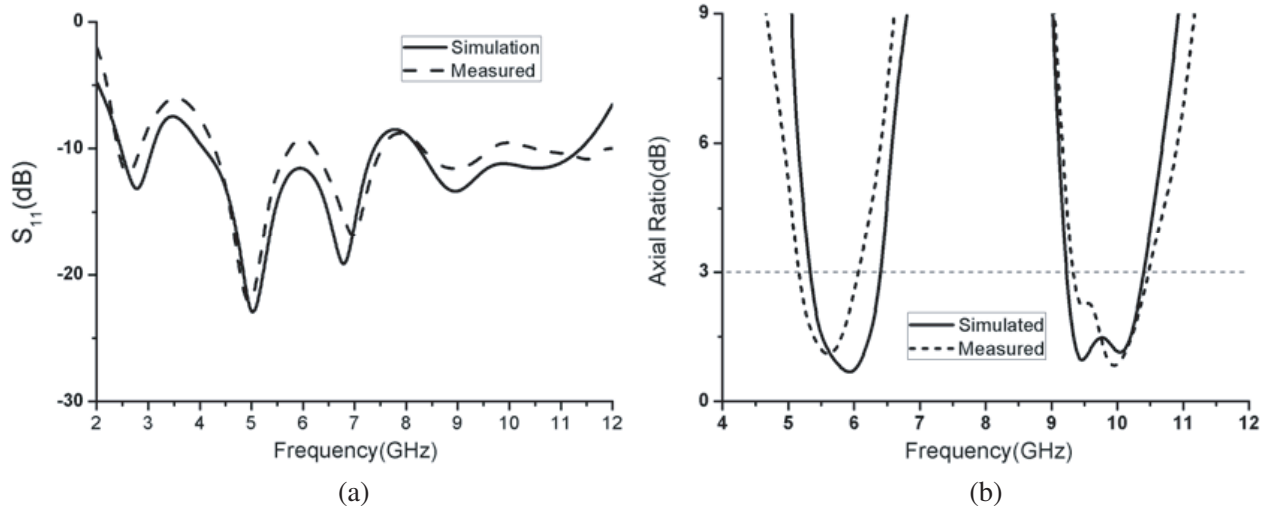 0
-10
-20
-30
S11(dB)
Simulation
Measured
2 3 4 5 6 7 8 9 10 11 12
Frequency(GHz)
(a)
9
6
3
0
Axial Ratio(dB)
Simulated
Measured
4 5 6 7 8 9 10 11 12
Frequency(GHz)
(b)